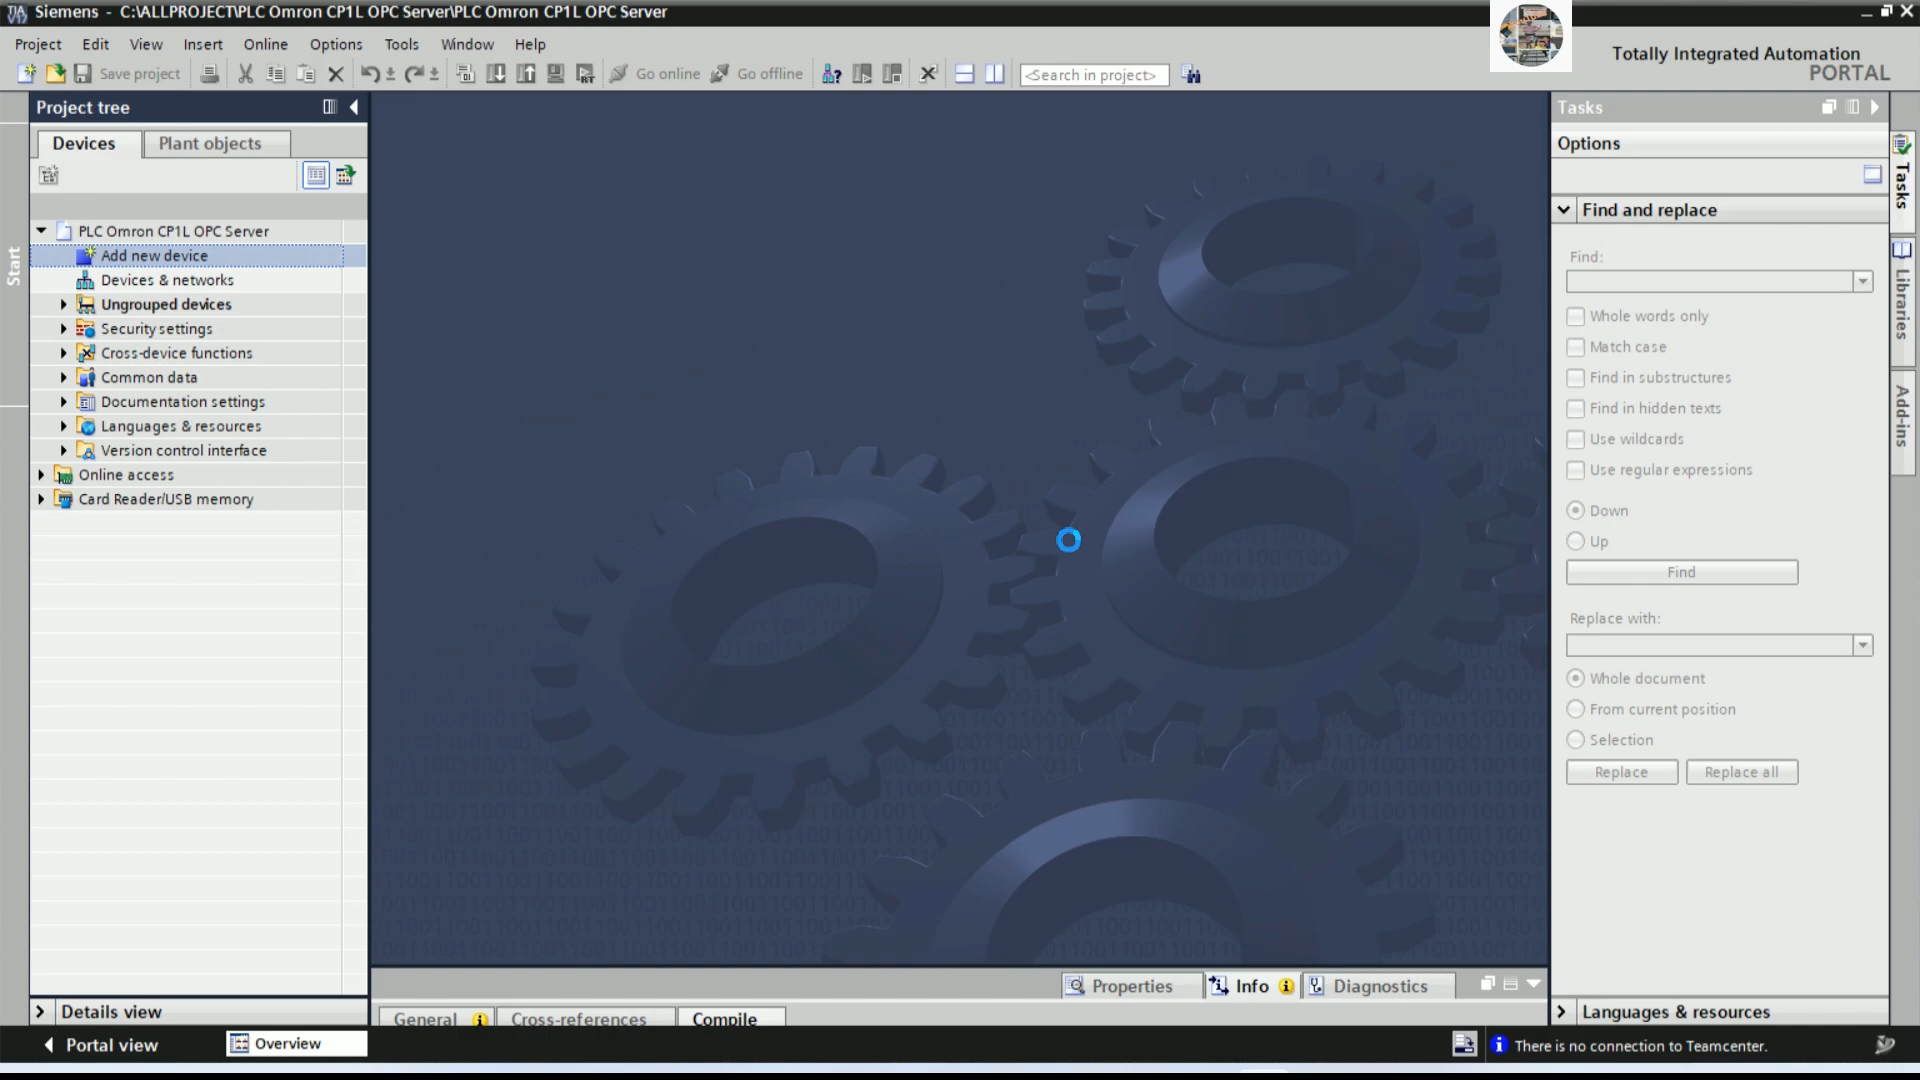 Siemens - C:\ALLPROJECT\PLC Omron CP1L OPC Server\PLC Omron CP1L OPC Server
Project Edit View Insert Online Options Tools Window Help
Totally Integrated Automation
PORTAL
Save project
Go online
Go offline
<Search in project>
Project tree
Devices
Plant objects
Start
PLC Omron CP1L OPC Server
Add new device
Devices & networks
Ungrouped devices
Security settings
Cross-device functions
Common data
Documentation settings
Languages & resources
Version control interface
Online access
Card Reader/USB memory
Details view
Portal view
Overview
Properties
Info
Diagnostics
General
Cross-references
Compile
Tasks
Options
Find and replace
Find:
Whole words only
Match case
Find in substructures
Find in hidden texts
Use wildcards
Use regular expressions
Down
Up
Find
Replace with:
Whole document
From current position
Selection
Replace
Replace all
Languages & resources
Tasks
Libraries
Add-ins
There is no connection to Teamcenter.